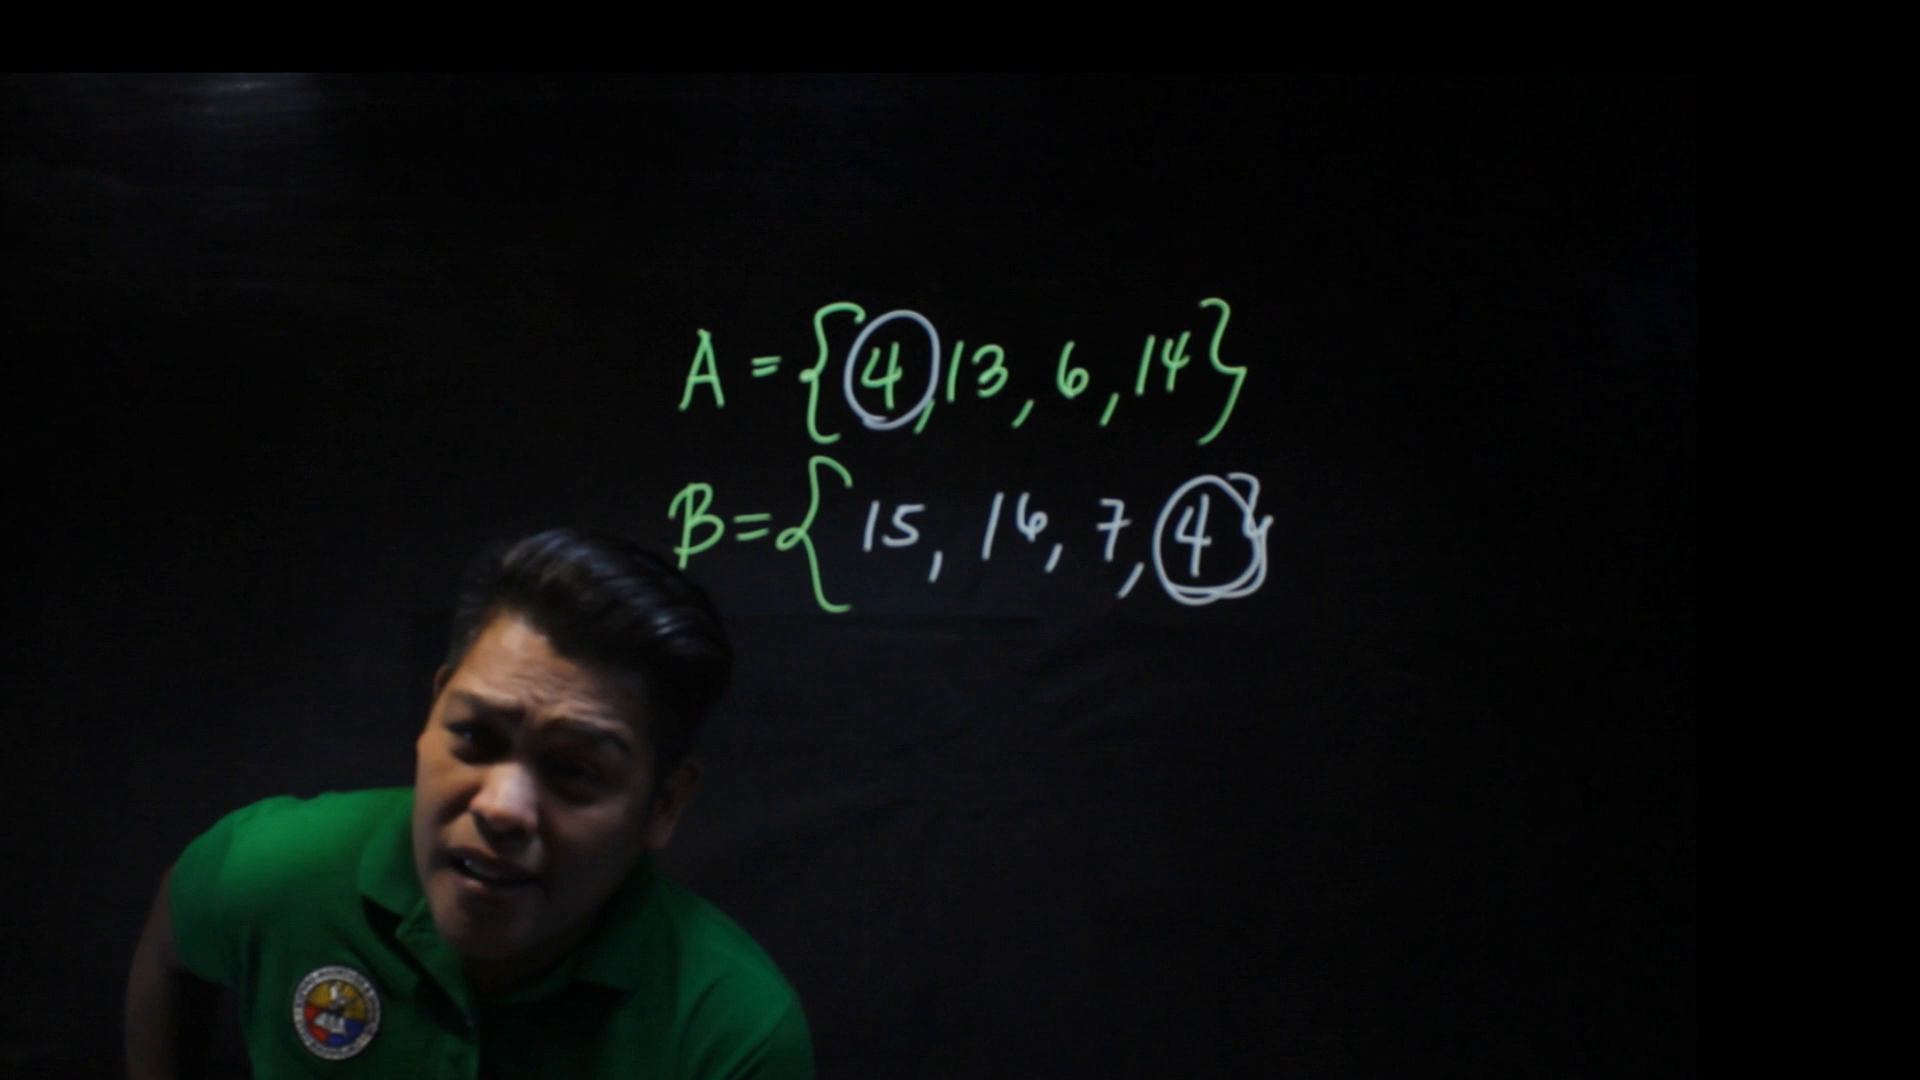 A = {4, 13, 6, 14}
B = { 15, 16, 7, 4}